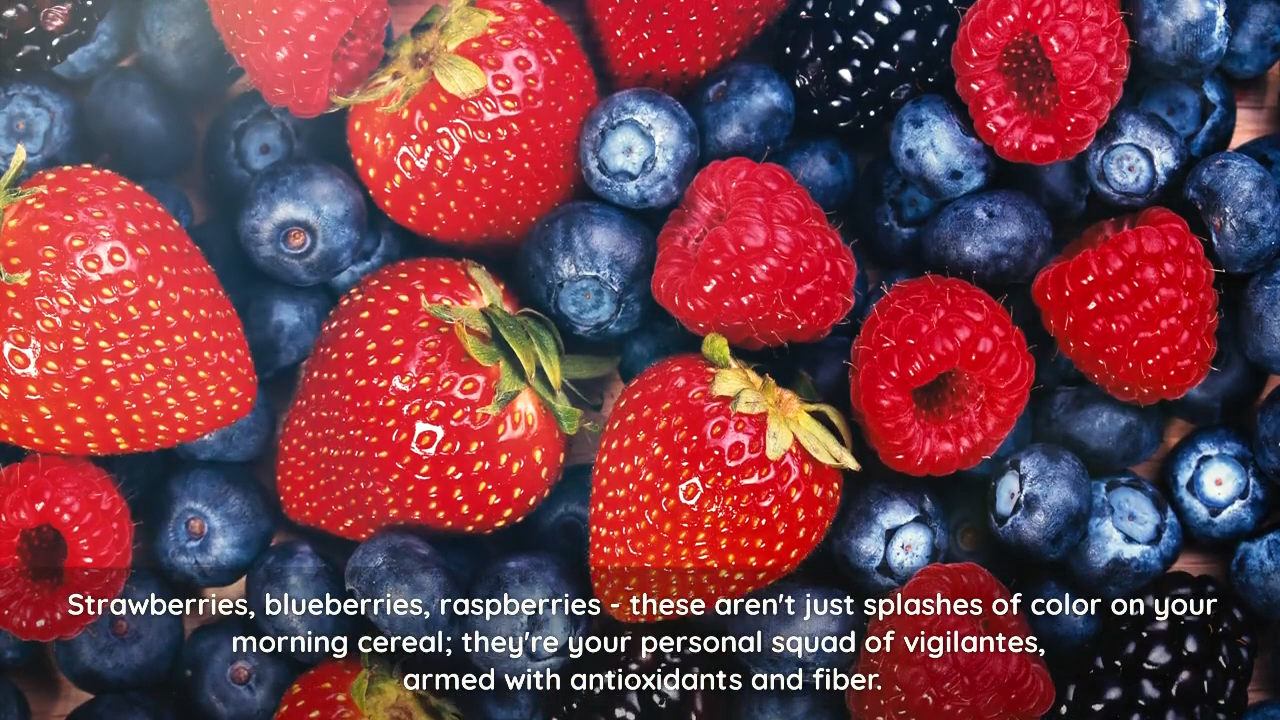 Strawberries, blueberries, raspberries - these aren't just splashes of color on your
morning cereal; they're your personal squad of vigilantes,
armed with antioxidants and fiber.